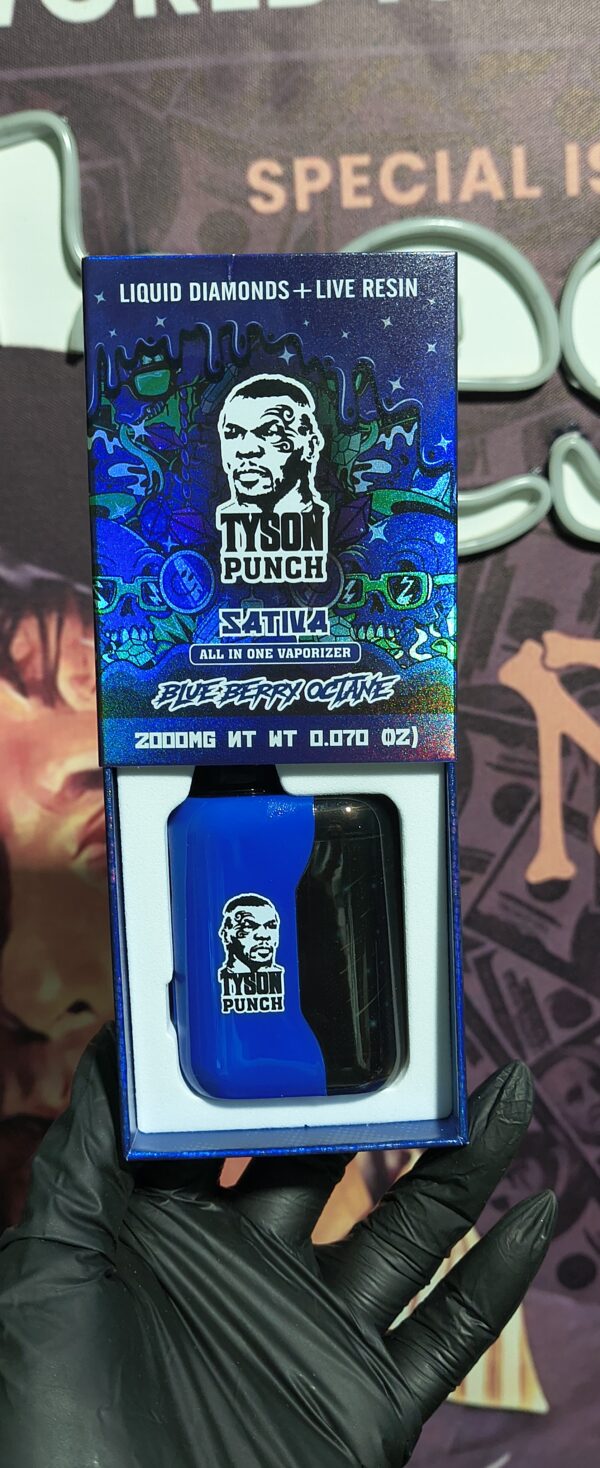 WORLD
SPECIAL IS
LIQUID DIAMONDS+LIVE RESIN
TYSON
PUNCH
SATIVA
ALL IN ONE VAPORIZER
BLUE BERRY OCTANE
2000MG NT WT 0.070 OZ)
TYSON
PUNCH